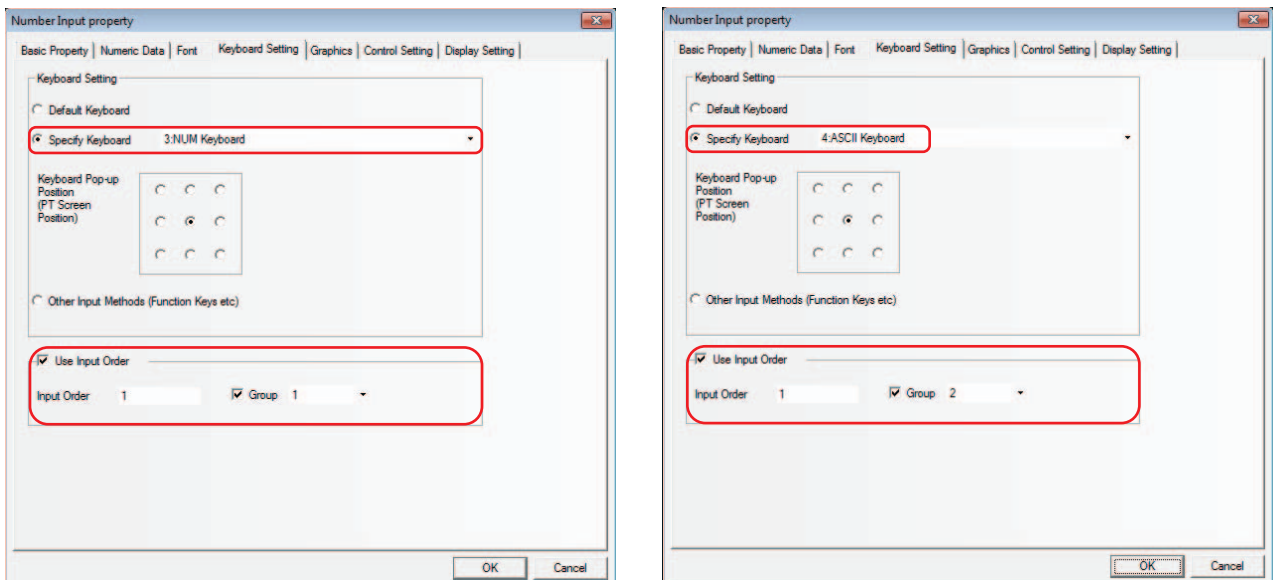 Number Input property
Basic Property Numeric Data Font Keyboard Setting Graphics Control Setting Display Setting
Keyboard Setting
Default Keyboard
Specify Keyboard 3:NUM Keyboard
Keyboard Pop-up
Position
(PT Screen
Position)
Other Input Methods (Function Keys etc)
Use Input Order
Input Order 1 Group 1
OK Cancel
Number Input property
Basic Property Numeric Data Font Keyboard Setting Graphics Control Setting Display Setting
Keyboard Setting
Default Keyboard
Specify Keyboard 4:ASCII Keyboard
Keyboard Pop-up
Position
(PT Screen
Position)
Other Input Methods (Function Keys etc)
Use Input Order
Input Order 1 Group 2
OK Cancel